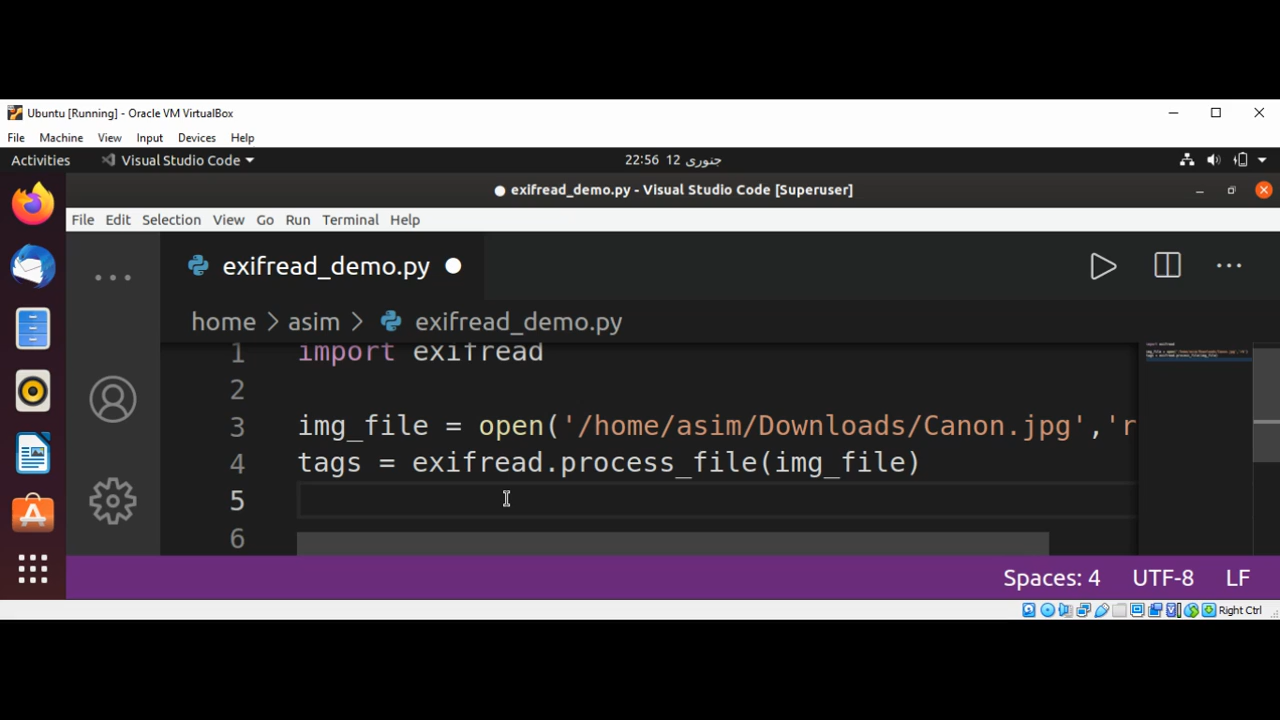 Ubuntu [Running] - Oracle VM VirtualBox
File Machine View Input Devices Help
Activities Visual Studio Code 22:56 12 جنوری
exifread_demo.py - Visual Studio Code [Superuser]
File Edit Selection View Go Run Terminal Help
exifread_demo.py
home > asim > exifread_demo.py
1 import exifread
2
3 img_file = open('/home/asim/Downloads/Canon.jpg','r
4 tags = exifread.process_file(img_file)
5
6
Spaces: 4 UTF-8 LF
Right Ctrl